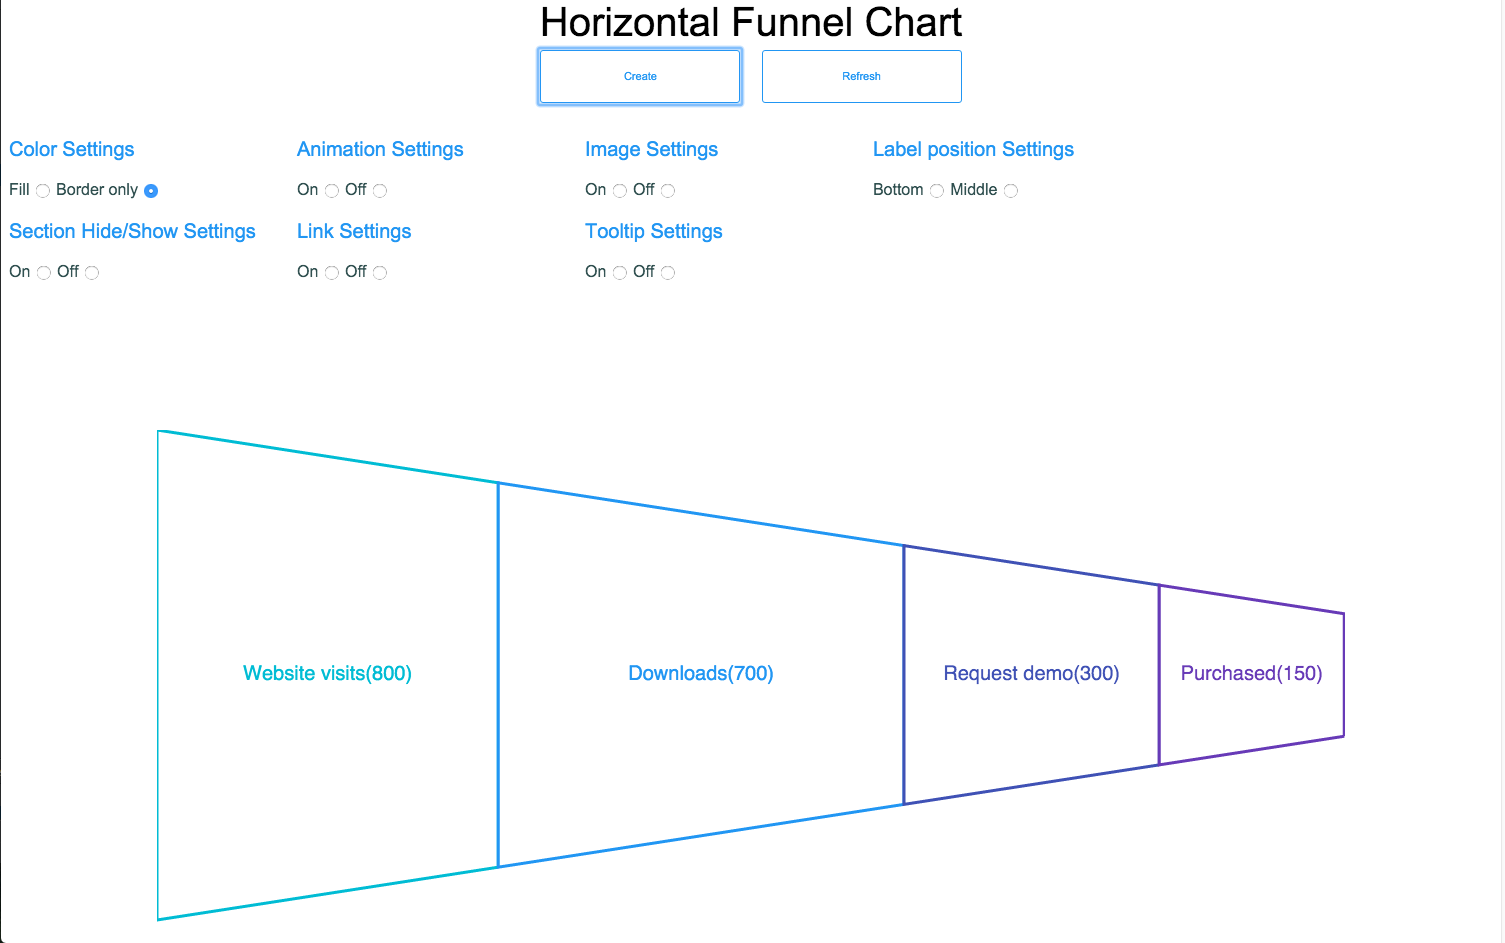 Horizontal Funnel Chart
Create Refresh
Color Settings Animation Settings Image Settings Label position Settings
Fill Border only On Off On Off Bottom Middle
Section Hide/Show Settings Link Settings Tooltip Settings
On Off On Off On Off
Website visits(800) Downloads(700) Request demo(300) Purchased(150)